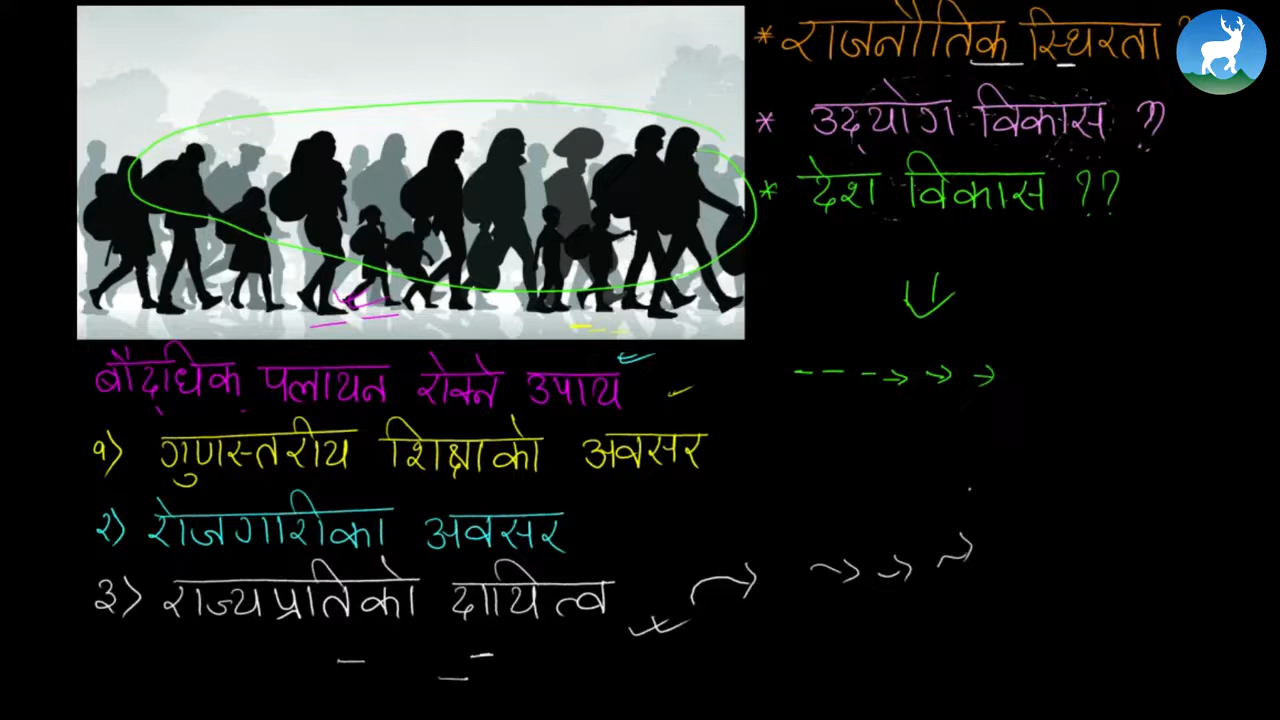 * राजनौतिक स्थिरता ?
* उद्योग विकास ??
* देश विकास ??
बौद्धिक पलायन रोक्ने उपाय
१) गुणस्तरीय शिक्षाको अवसर
२) रोजगारीका अवसर
३) राज्यप्रतिको दायित्व